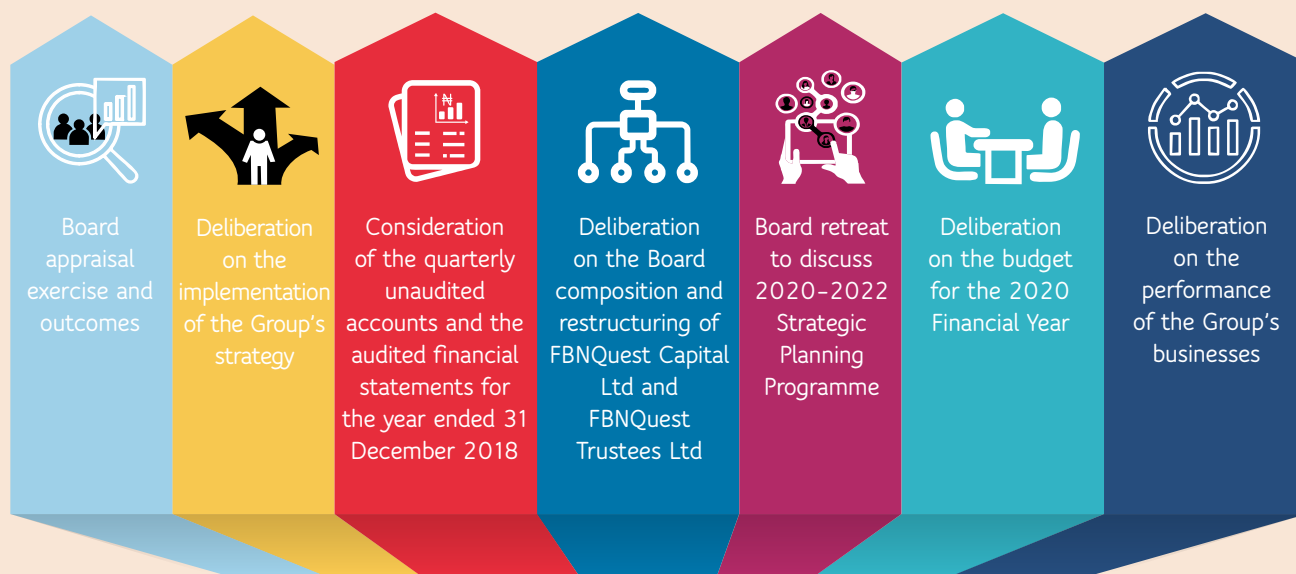 ₦
Board
appraisal
exercise and
outcomes
Deliberation
on the
implementation
of the Group's
strategy
Consideration
of the quarterly
unaudited
accounts and the
audited financial
statements for
the year ended 31
December 2018
Deliberation
on the Board
composition and
restructuring of
FBNQuest Capital
Ltd and
FBNQuest
Trustees Ltd
Board retreat
to discuss
2020–2022
Strategic
Planning
Programme
Deliberation
on the budget
for the 2020
Financial Year
Deliberation
on the
performance
of the Group's
businesses